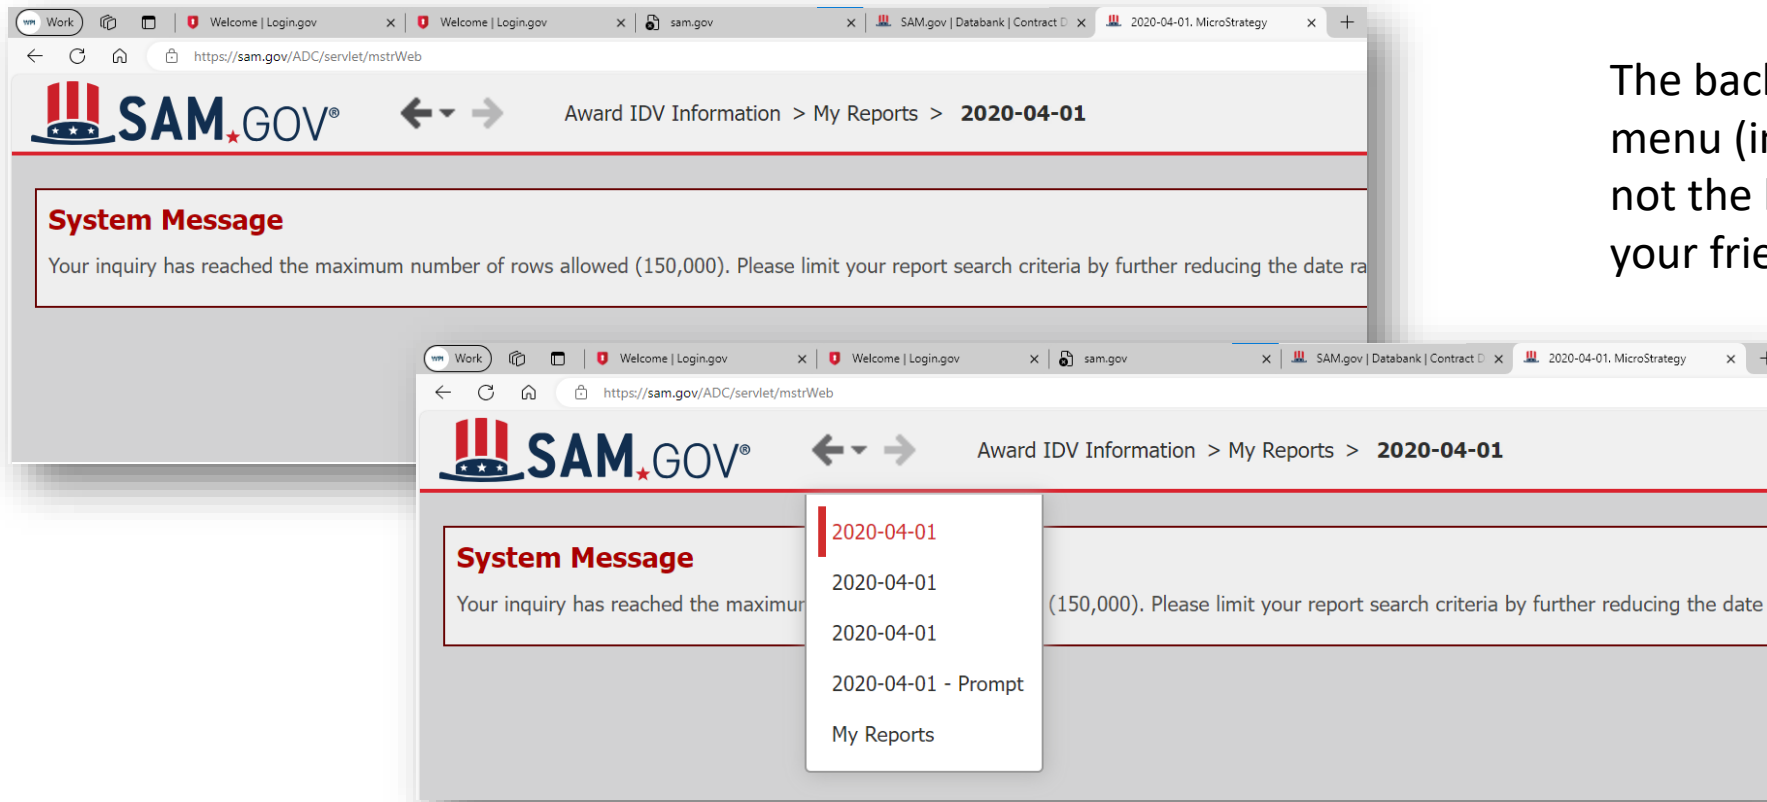 Work
Welcome | Login.gov
Welcome | Login.gov
sam.gov
SAM.gov | Databank | Contract D
2020-04-01. MicroStrategy
https://sam.gov/ADC/servlet/mstrWeb
SAM.GOV®
Award IDV Information > My Reports > 2020-04-01
System Message
Your inquiry has reached the maximum number of rows allowed (150,000). Please limit your report search criteria by further reducing the date ra
The bac
menu (i
not the
your frie
Work
Welcome | Login.gov
Welcome | Login.gov
sam.gov
SAM.gov | Databank | Contract D
2020-04-01. MicroStrategy
https://sam.gov/ADC/servlet/mstrWeb
SAM.GOV®
Award IDV Information > My Reports > 2020-04-01
2020-04-01
2020-04-01
2020-04-01
2020-04-01 - Prompt
My Reports
System Message
Your inquiry has reached the maximu (150,000). Please limit your report search criteria by further reducing the date